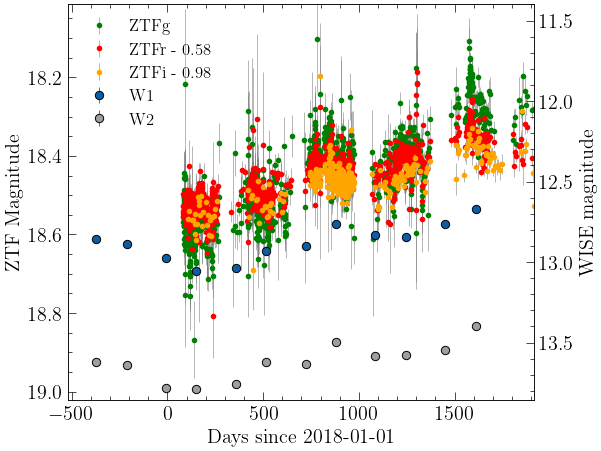 ZTFg
ZTFr - 0.58
ZTFi - 0.98
W1
W2
18.2
18.4
18.6
18.8
19.0
ZTF Magnitude
11.5
12.0
12.5
13.0
13.5
WISE magnitude
−500
0
500
1000
1500
Days since 2018-01-01